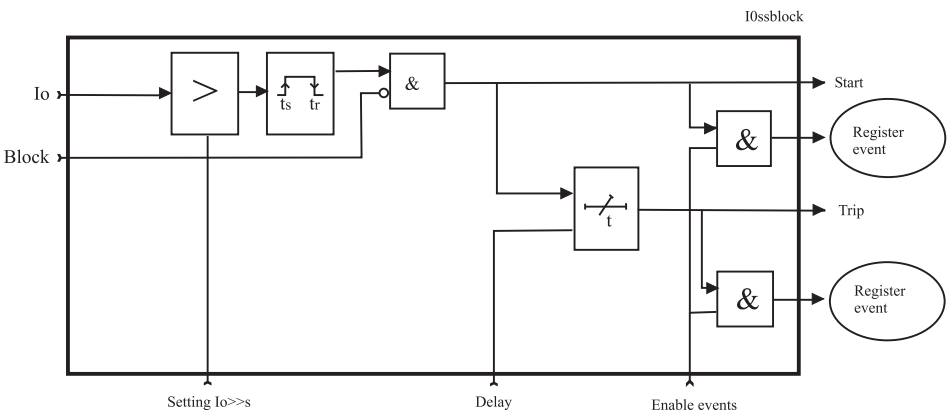 I0ssblock
Io
>
ts tr
&
Start
Block
&
Register
event
t
Trip
&
Register
event
Setting Io>>s
Delay
Enable events